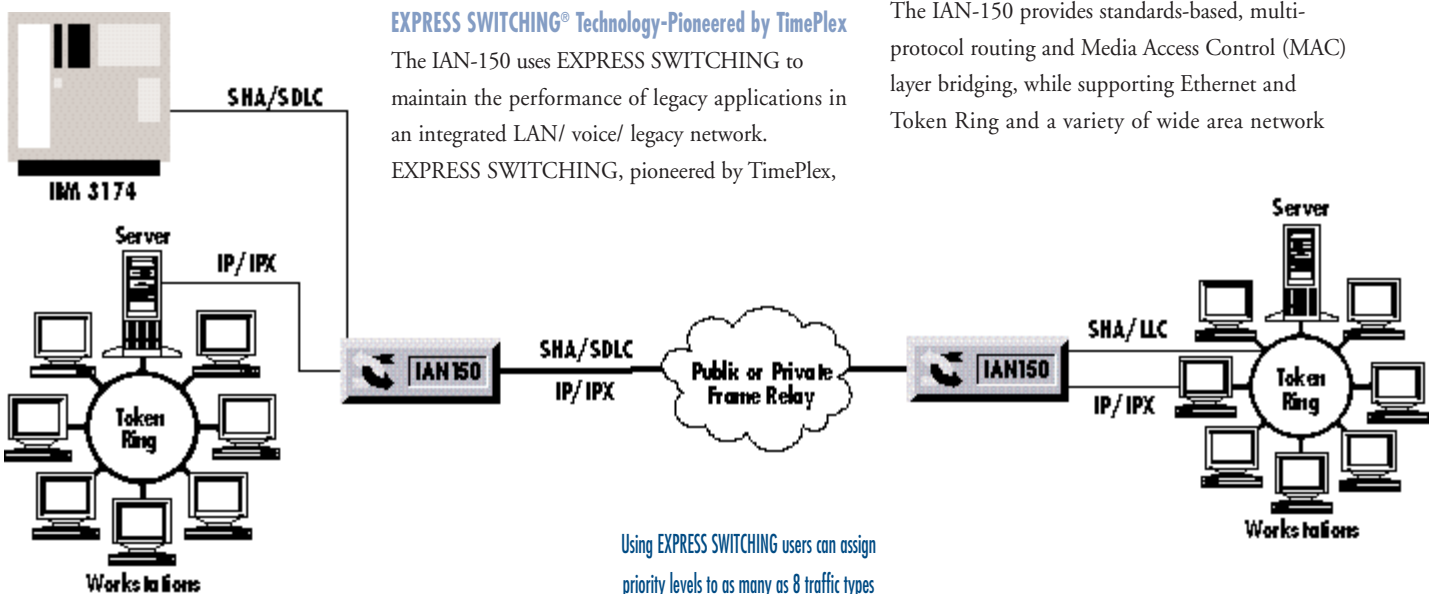 EXPRESS SWITCHING® Technology-Pioneered by TimePlex
The IAN-150 uses EXPRESS SWITCHING to
maintain the performance of legacy applications in
an integrated LAN/ voice/ legacy network.
EXPRESS SWITCHING, pioneered by TimePlex,
The IAN-150 provides standards-based, multi-
protocol routing and Media Access Control (MAC)
layer bridging, while supporting Ethernet and
Token Ring and a variety of wide area network
SHA/SDLC
IBM 3174
Server
IP/IPX
Token
Ring
Workstations
IAN150
SHA/SDLC
IP/IPX
Public or Private
Frame Relay
IAN150
SHA/LLC
IP/IPX
Server
Token
Ring
Workstations
Using EXPRESS SWITCHING users can assign
priority levels to as many as 8 traffic types